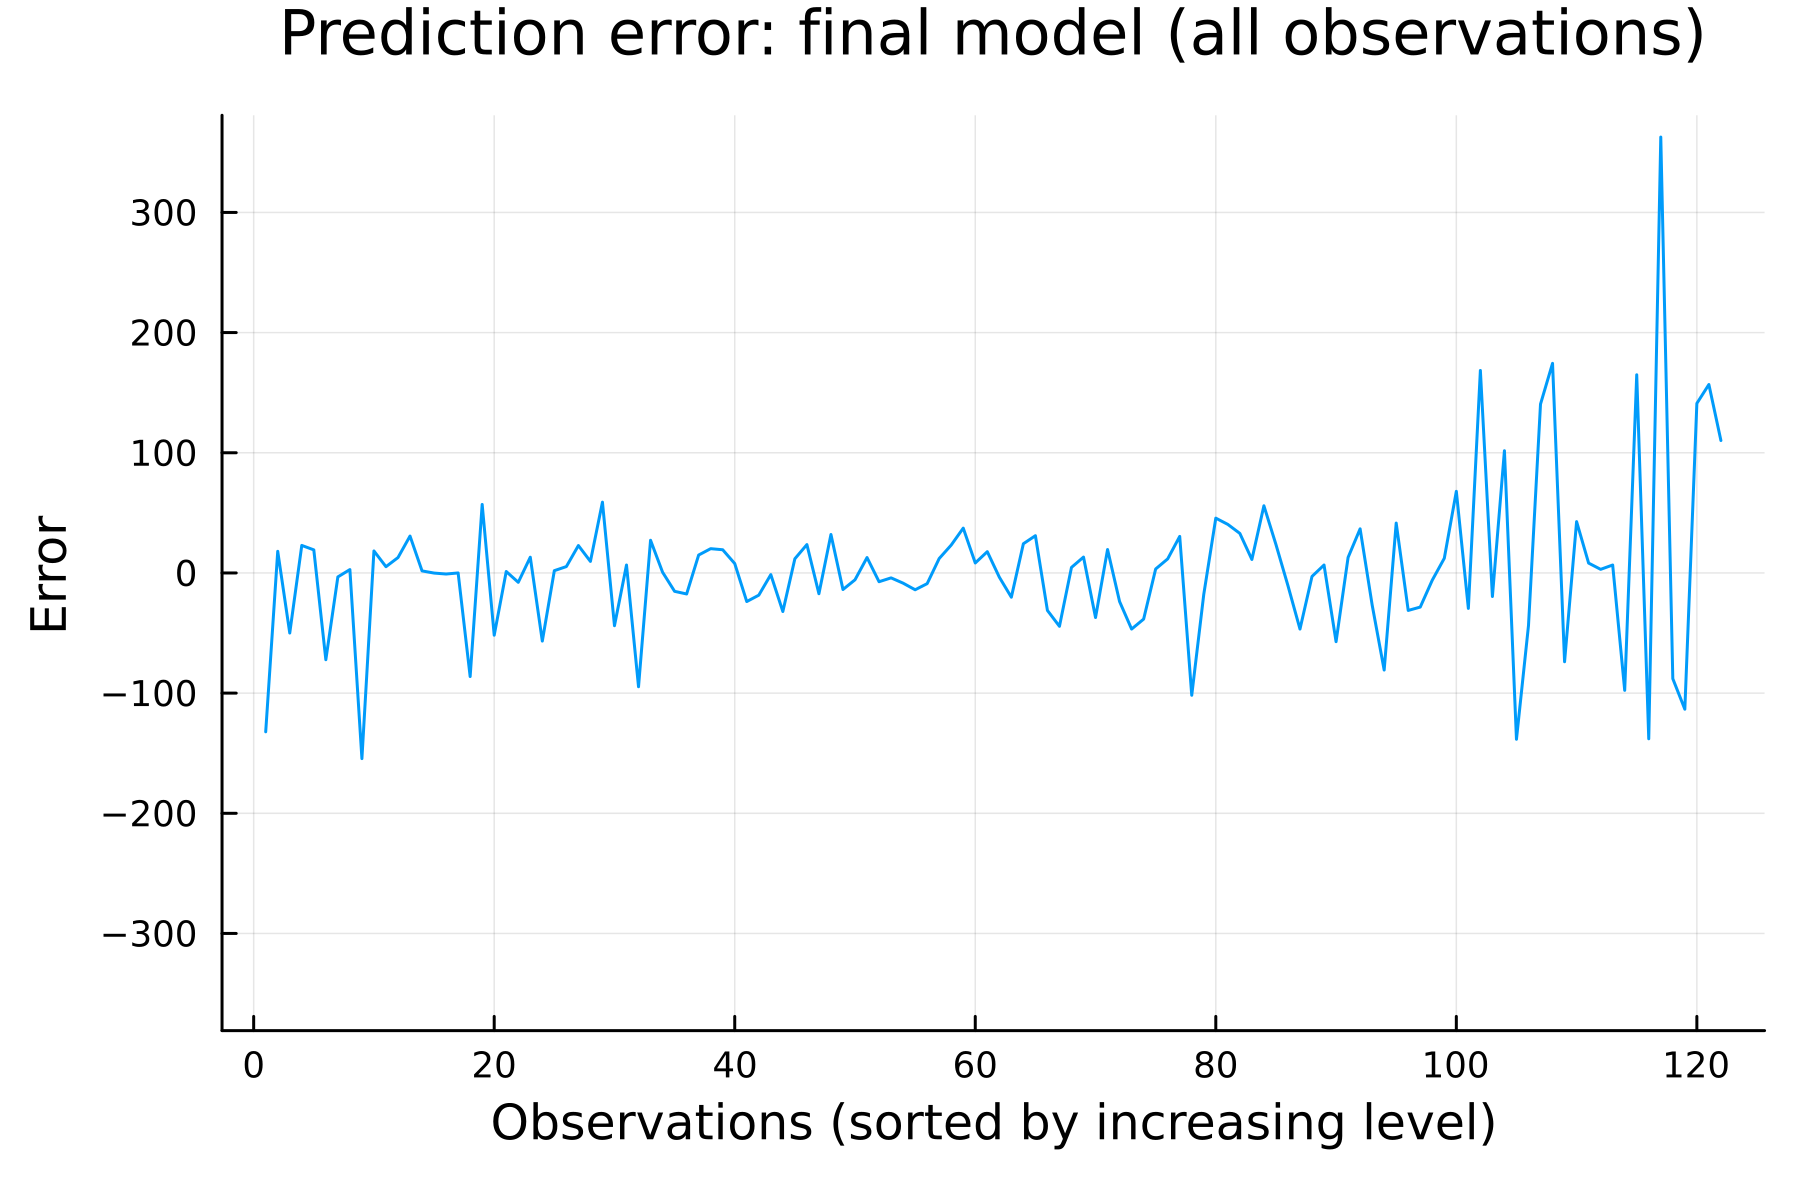 Prediction error: final model (all observations)
300
200
100
0
−100
−200
−300
Error
0 20 40 60 80 100 120
Observations (sorted by increasing level)